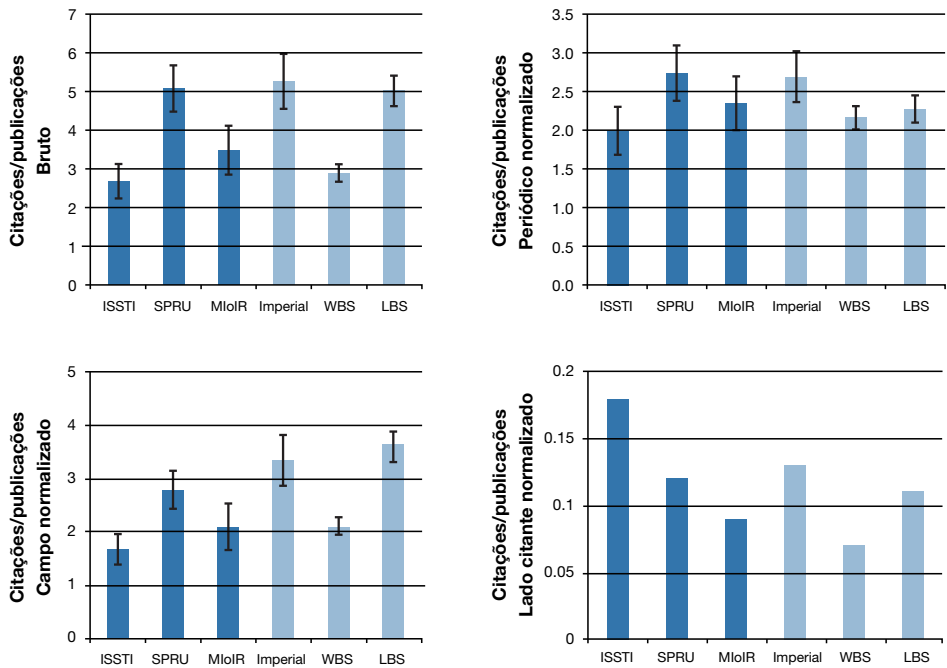 Citações/publicações
Bruto
7
6
5
4
3
2
1
0
ISSTI SPRU MIoIR Imperial WBS LBS
Citações/publicações
Periódico normalizado
3.5
3.0
2.5
2.0
1.5
1.0
0.5
0.0
ISSTI SPRU MIoIR Imperial WBS LBS
Citações/publicações
Campo normalizado
5
4
3
2
1
0
ISSTI SPRU MIoIR Imperial WBS LBS
Citações/publicações
Lado citante normalizado
0.2
0.15
0.1
0.05
0
ISSTI SPRU MIoIR Imperial WBS LBS